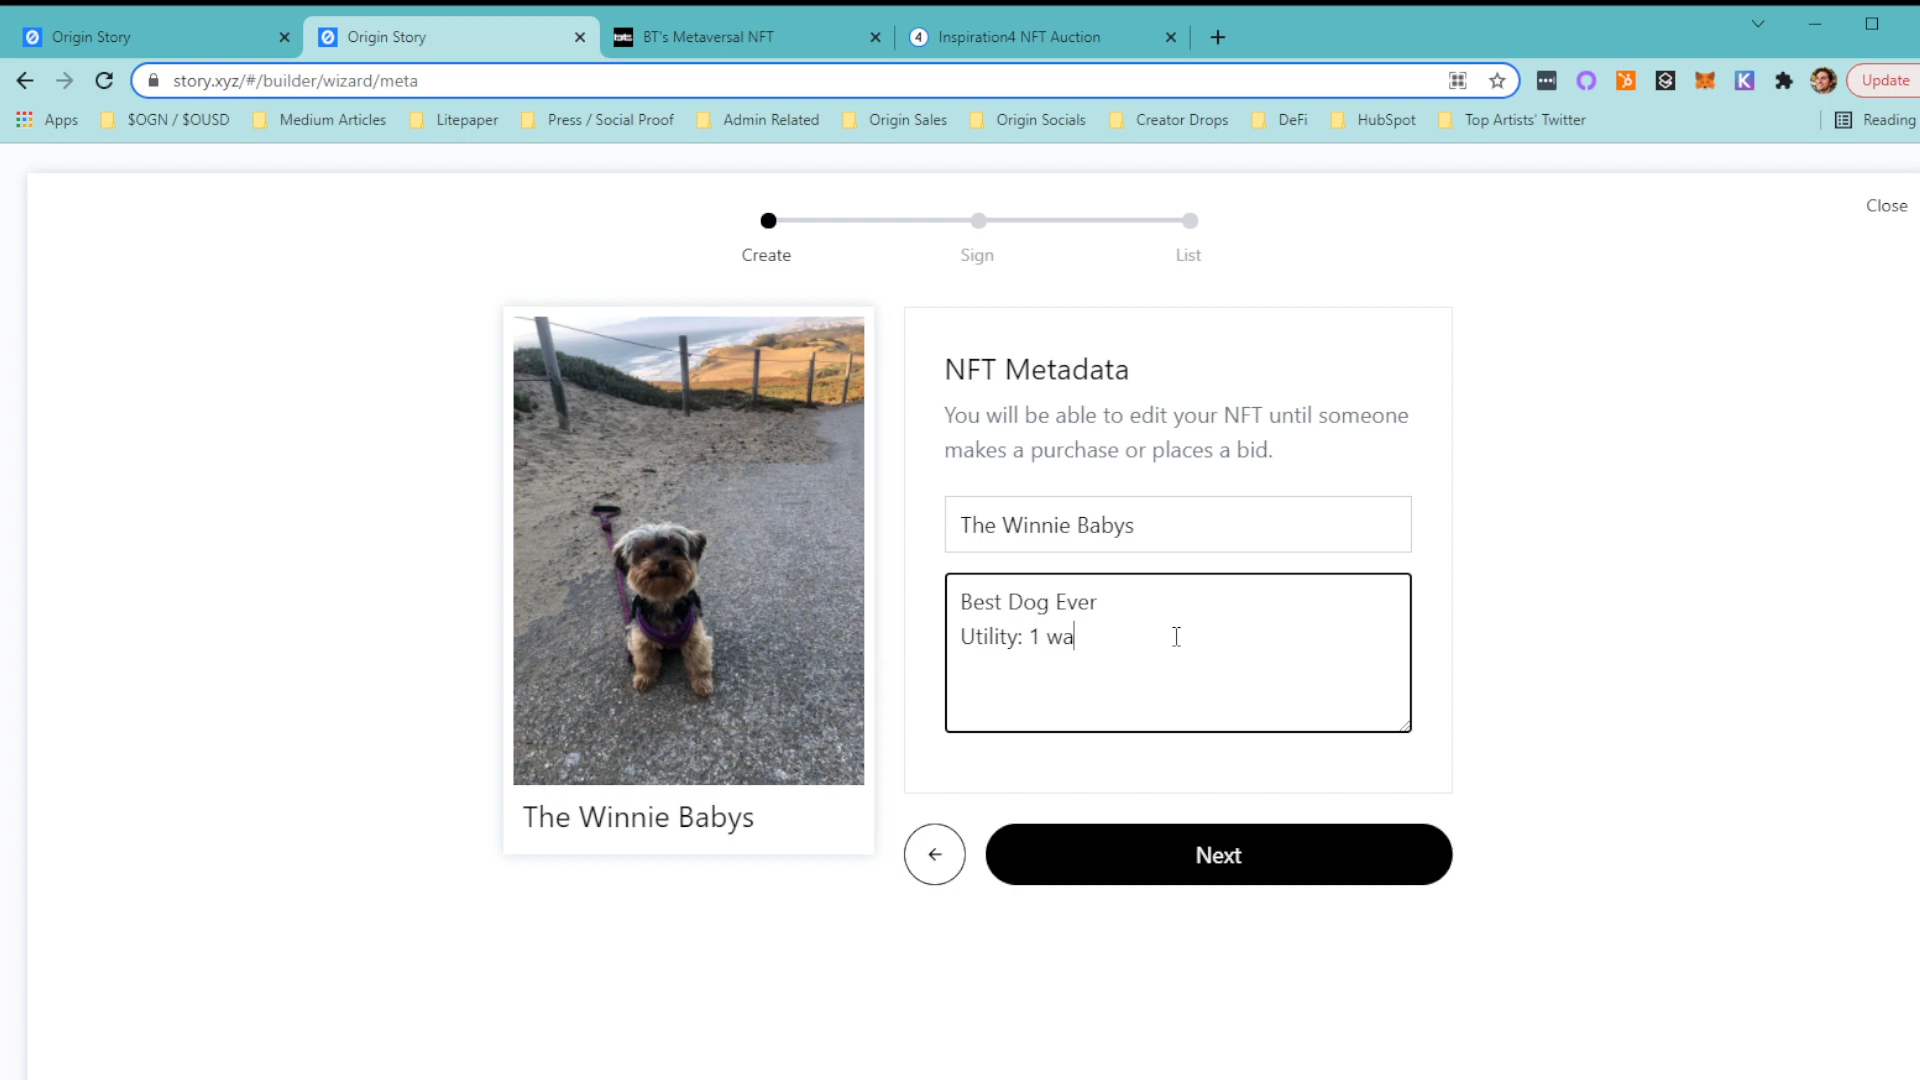 Origin Story
Origin Story
BT's Metaversal NFT
4 Inspiration4 NFT Auction
story.xyz/#/builder/wizard/meta
K
Update
Apps
$OGN / $OUSD
Medium Articles
Litepaper
Press / Social Proof
Admin Related
Origin Sales
Origin Socials
Creator Drops
DeFi
HubSpot
Top Artists' Twitter
Reading
Close
Create
Sign
List
NFT Metadata
You will be able to edit your NFT until someone
makes a purchase or places a bid.
The Winnie Babys
Best Dog Ever
Utility: 1 wa
The Winnie Babys
Next